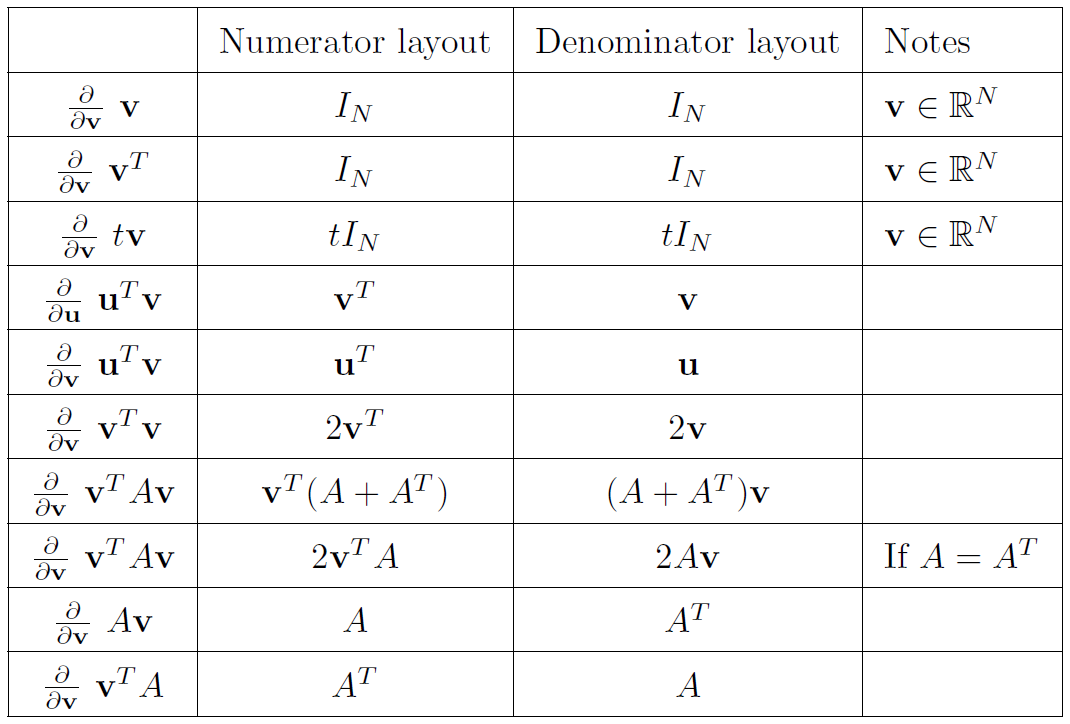 Numerator layout Denominator layout Notes
∂/∂𝐯 𝐯 I_N I_N 𝐯 ∈ ℝ^N
∂/∂𝐯 𝐯^T I_N I_N 𝐯 ∈ ℝ^N
∂/∂𝐯 t𝐯 tI_N tI_N 𝐯 ∈ ℝ^N
∂/∂𝐮 𝐮^T 𝐯 𝐯^T 𝐯
∂/∂𝐯 𝐮^T 𝐯 𝐮^T 𝐮
∂/∂𝐯 𝐯^T 𝐯 2𝐯^T 2𝐯
∂/∂𝐯 𝐯^T A𝐯 𝐯^T (A + A^T) (A + A^T)𝐯
∂/∂𝐯 𝐯^T A𝐯 2𝐯^T A 2A𝐯 If A = A^T
∂/∂𝐯 A𝐯 A A^T
∂/∂𝐯 𝐯^T A A^T A